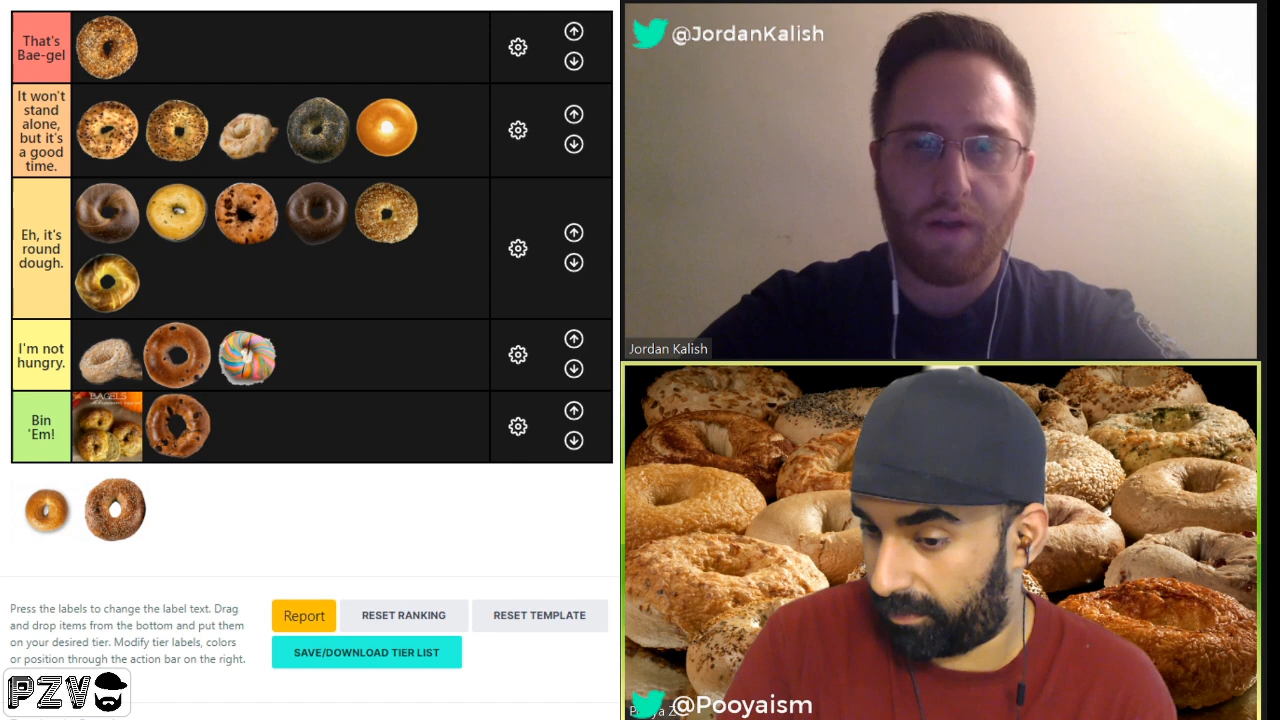 That's
Bae-gel
It won't
stand
alone,
but it's
a good
time.
Eh, it's
round
dough.
I'm not
hungry.
Bin
'Em!
BAGELS
Press the labels to change the label text. Drag
and drop items from the bottom and put them
on your desired tier. Modify tier labels, colors
or position through the action bar on the right.
Report
RESET RANKING
RESET TEMPLATE
SAVE/DOWNLOAD TIER LIST
PZV
@JordanKalish
Jordan Kalish
@Pooyaism